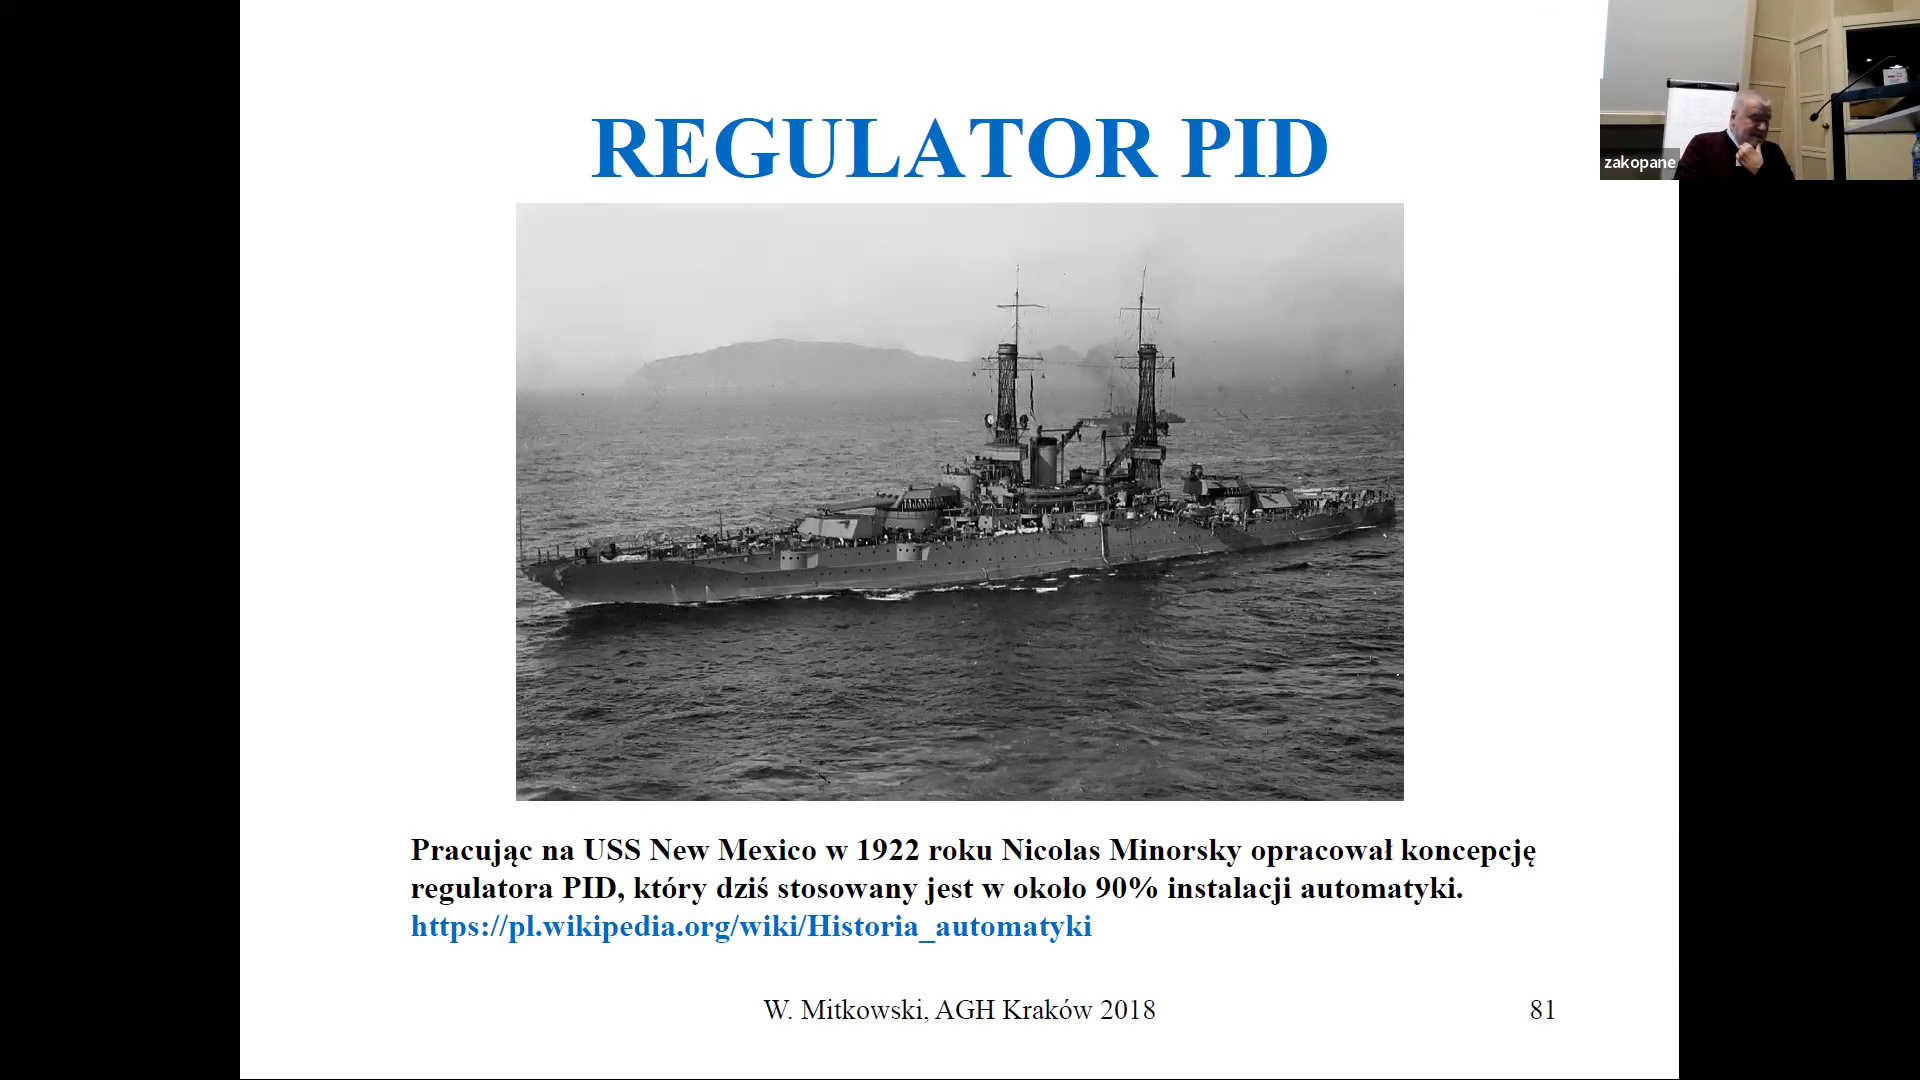 REGULATOR PID
zakopane
Pracując na USS New Mexico w 1922 roku Nicolas Minorsky opracował koncepcję
regulatora PID, który dziś stosowany jest w około 90% instalacji automatyki.
https://pl.wikipedia.org/wiki/Historia_automatyki
W. Mitkowski, AGH Kraków 2018
81